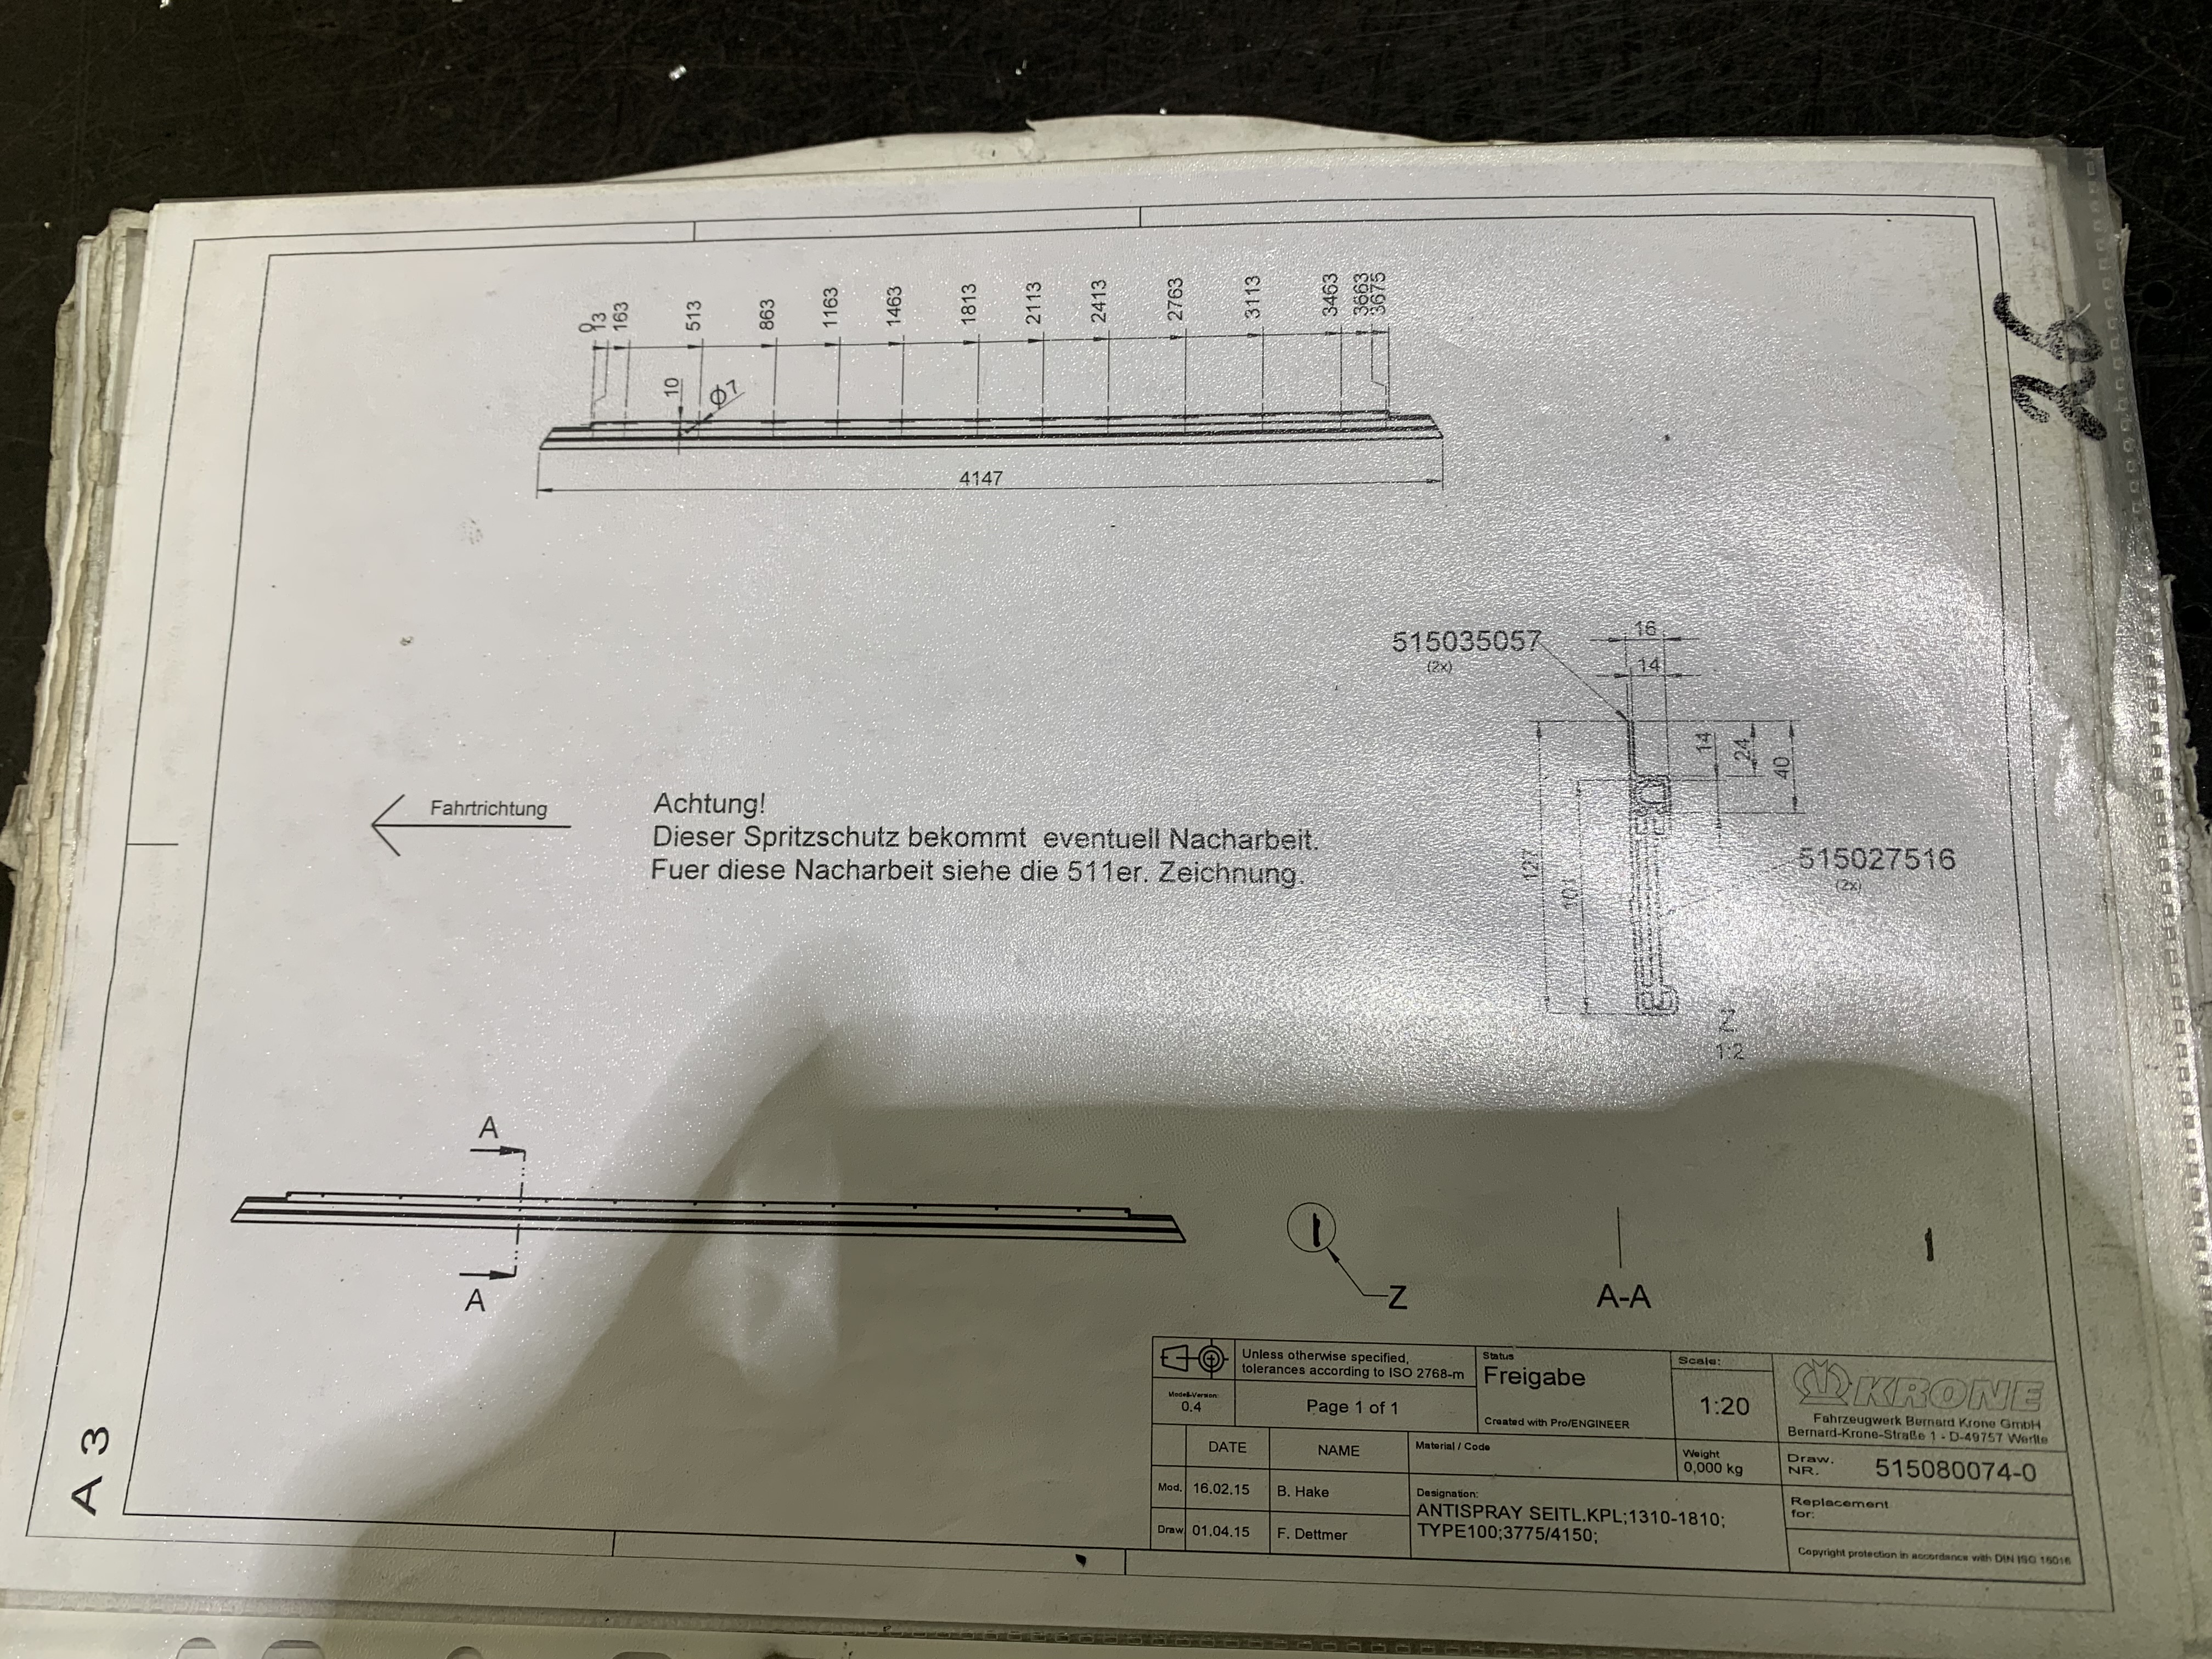 0
13
163
513
863
1163
1463
1813
2113
2413
2763
3113
3463
3663
3675
10
Ø7
4147
26
515035057
(2x)
16
14
14
24
40
127
101
515027516
(2x)
Z
1:2
Fahrtrichtung
Achtung!
Dieser Spritzschutz bekommt eventuell Nacharbeit.
Fuer diese Nacharbeit siehe die 511er. Zeichnung.
A
A
Z
A-A
A 3
Unless otherwise specified,
tolerances according to ISO 2768-m
Status
Freigabe
Created with Pro/ENGINEER
Scale:
1:20
KRONE
Fahrzeugwerk Bernard Krone GmbH
Bernard-Krone-Straße 1 - D-49757 Werlte
Modell-Version:
0.4
Page 1 of 1
DATE
NAME
Material / Code
Weight
0,000 kg
Draw.
NR.
515080074-0
Mod.
16.02.15
B. Hake
Designation:
ANTISPRAY SEITL.KPL;1310-1810;
TYPE100;3775/4150;
Replacement
for:
Draw
01.04.15
F. Dettmer
Copyright protection in accordance with DIN ISO 16016